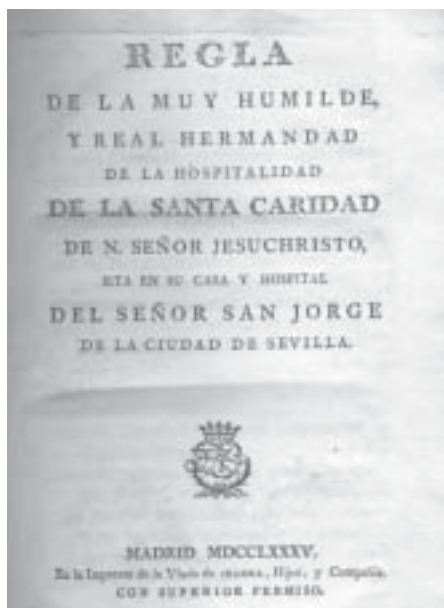 REGLA
DE LA MUY HUMILDE,
Y REAL HERMANDAD
DE LA HOSPITALIDAD
DE LA SANTA CARIDAD
DE N. SEÑOR JESUCHRISTO,
SITA EN SU CASA Y HOSPITAL
DEL SEÑOR SAN JORGE
DE LA CIUDAD DE SEVILLA.
MADRID MDCCLXXXV.
En la Imprenta de la Viuda de IBARRA, Hijos, y Compañia.
CON SUPERIOR PERMISO.